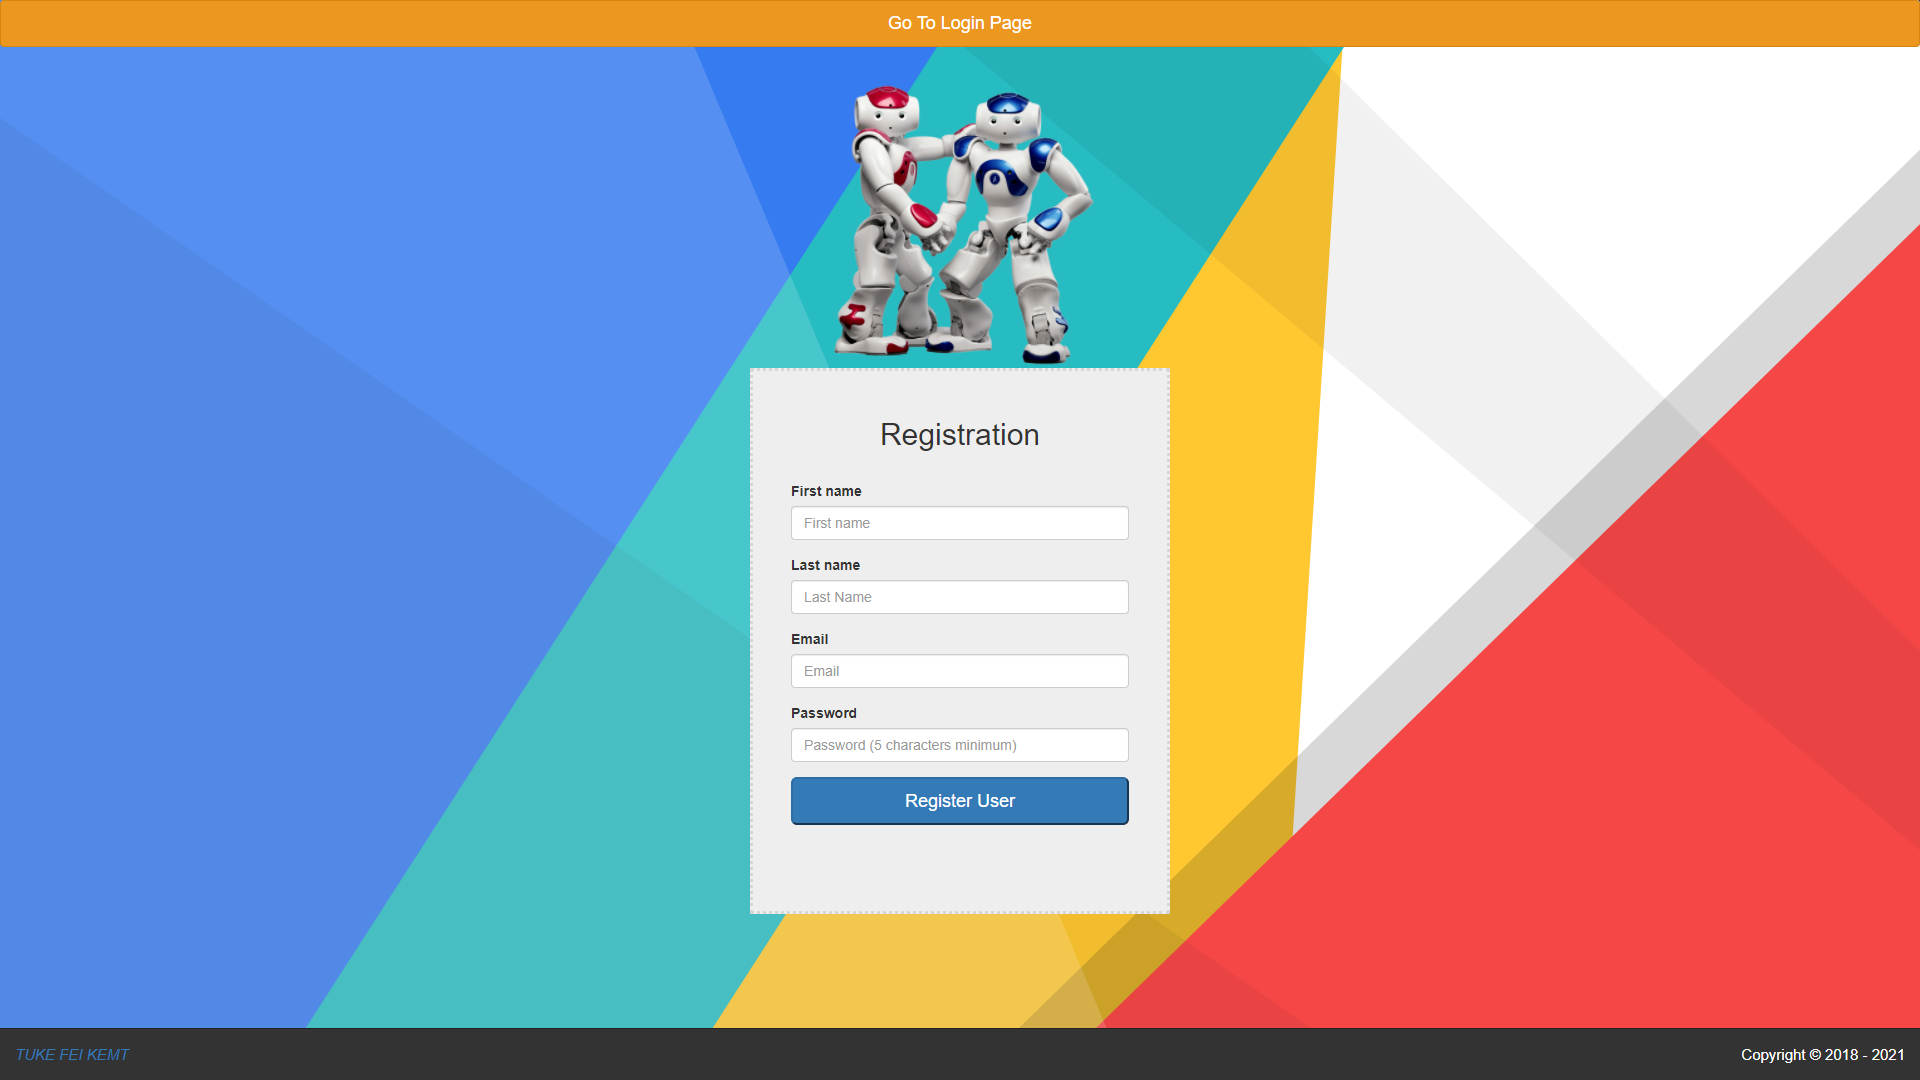 Go To Login Page
Registration
First name
First name
Last name
Last Name
Email
Email
Password
Password (5 characters minimum)
Register User
TUKE FEI KEMT
Copyright © 2018 - 2021